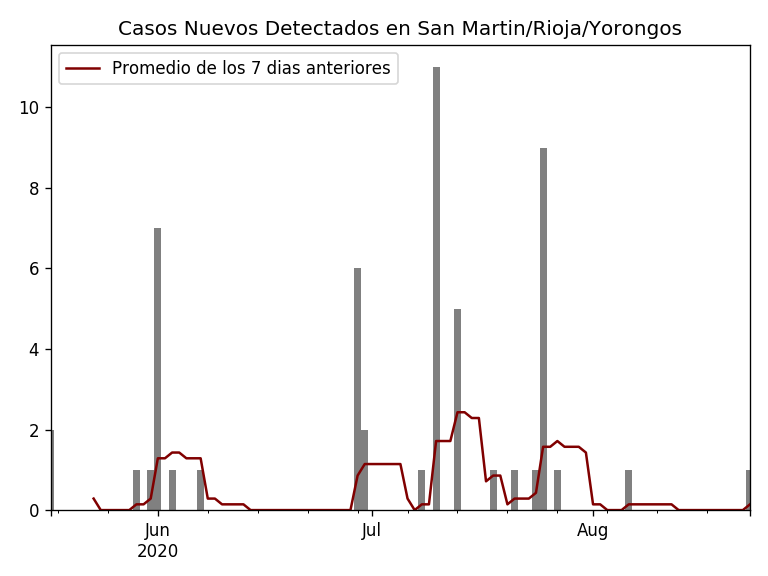 Casos Nuevos Detectados en San Martin/Rioja/Yorongos
Promedio de los 7 dias anteriores
10
8
6
4
2
0
Jun
2020
Jul
Aug